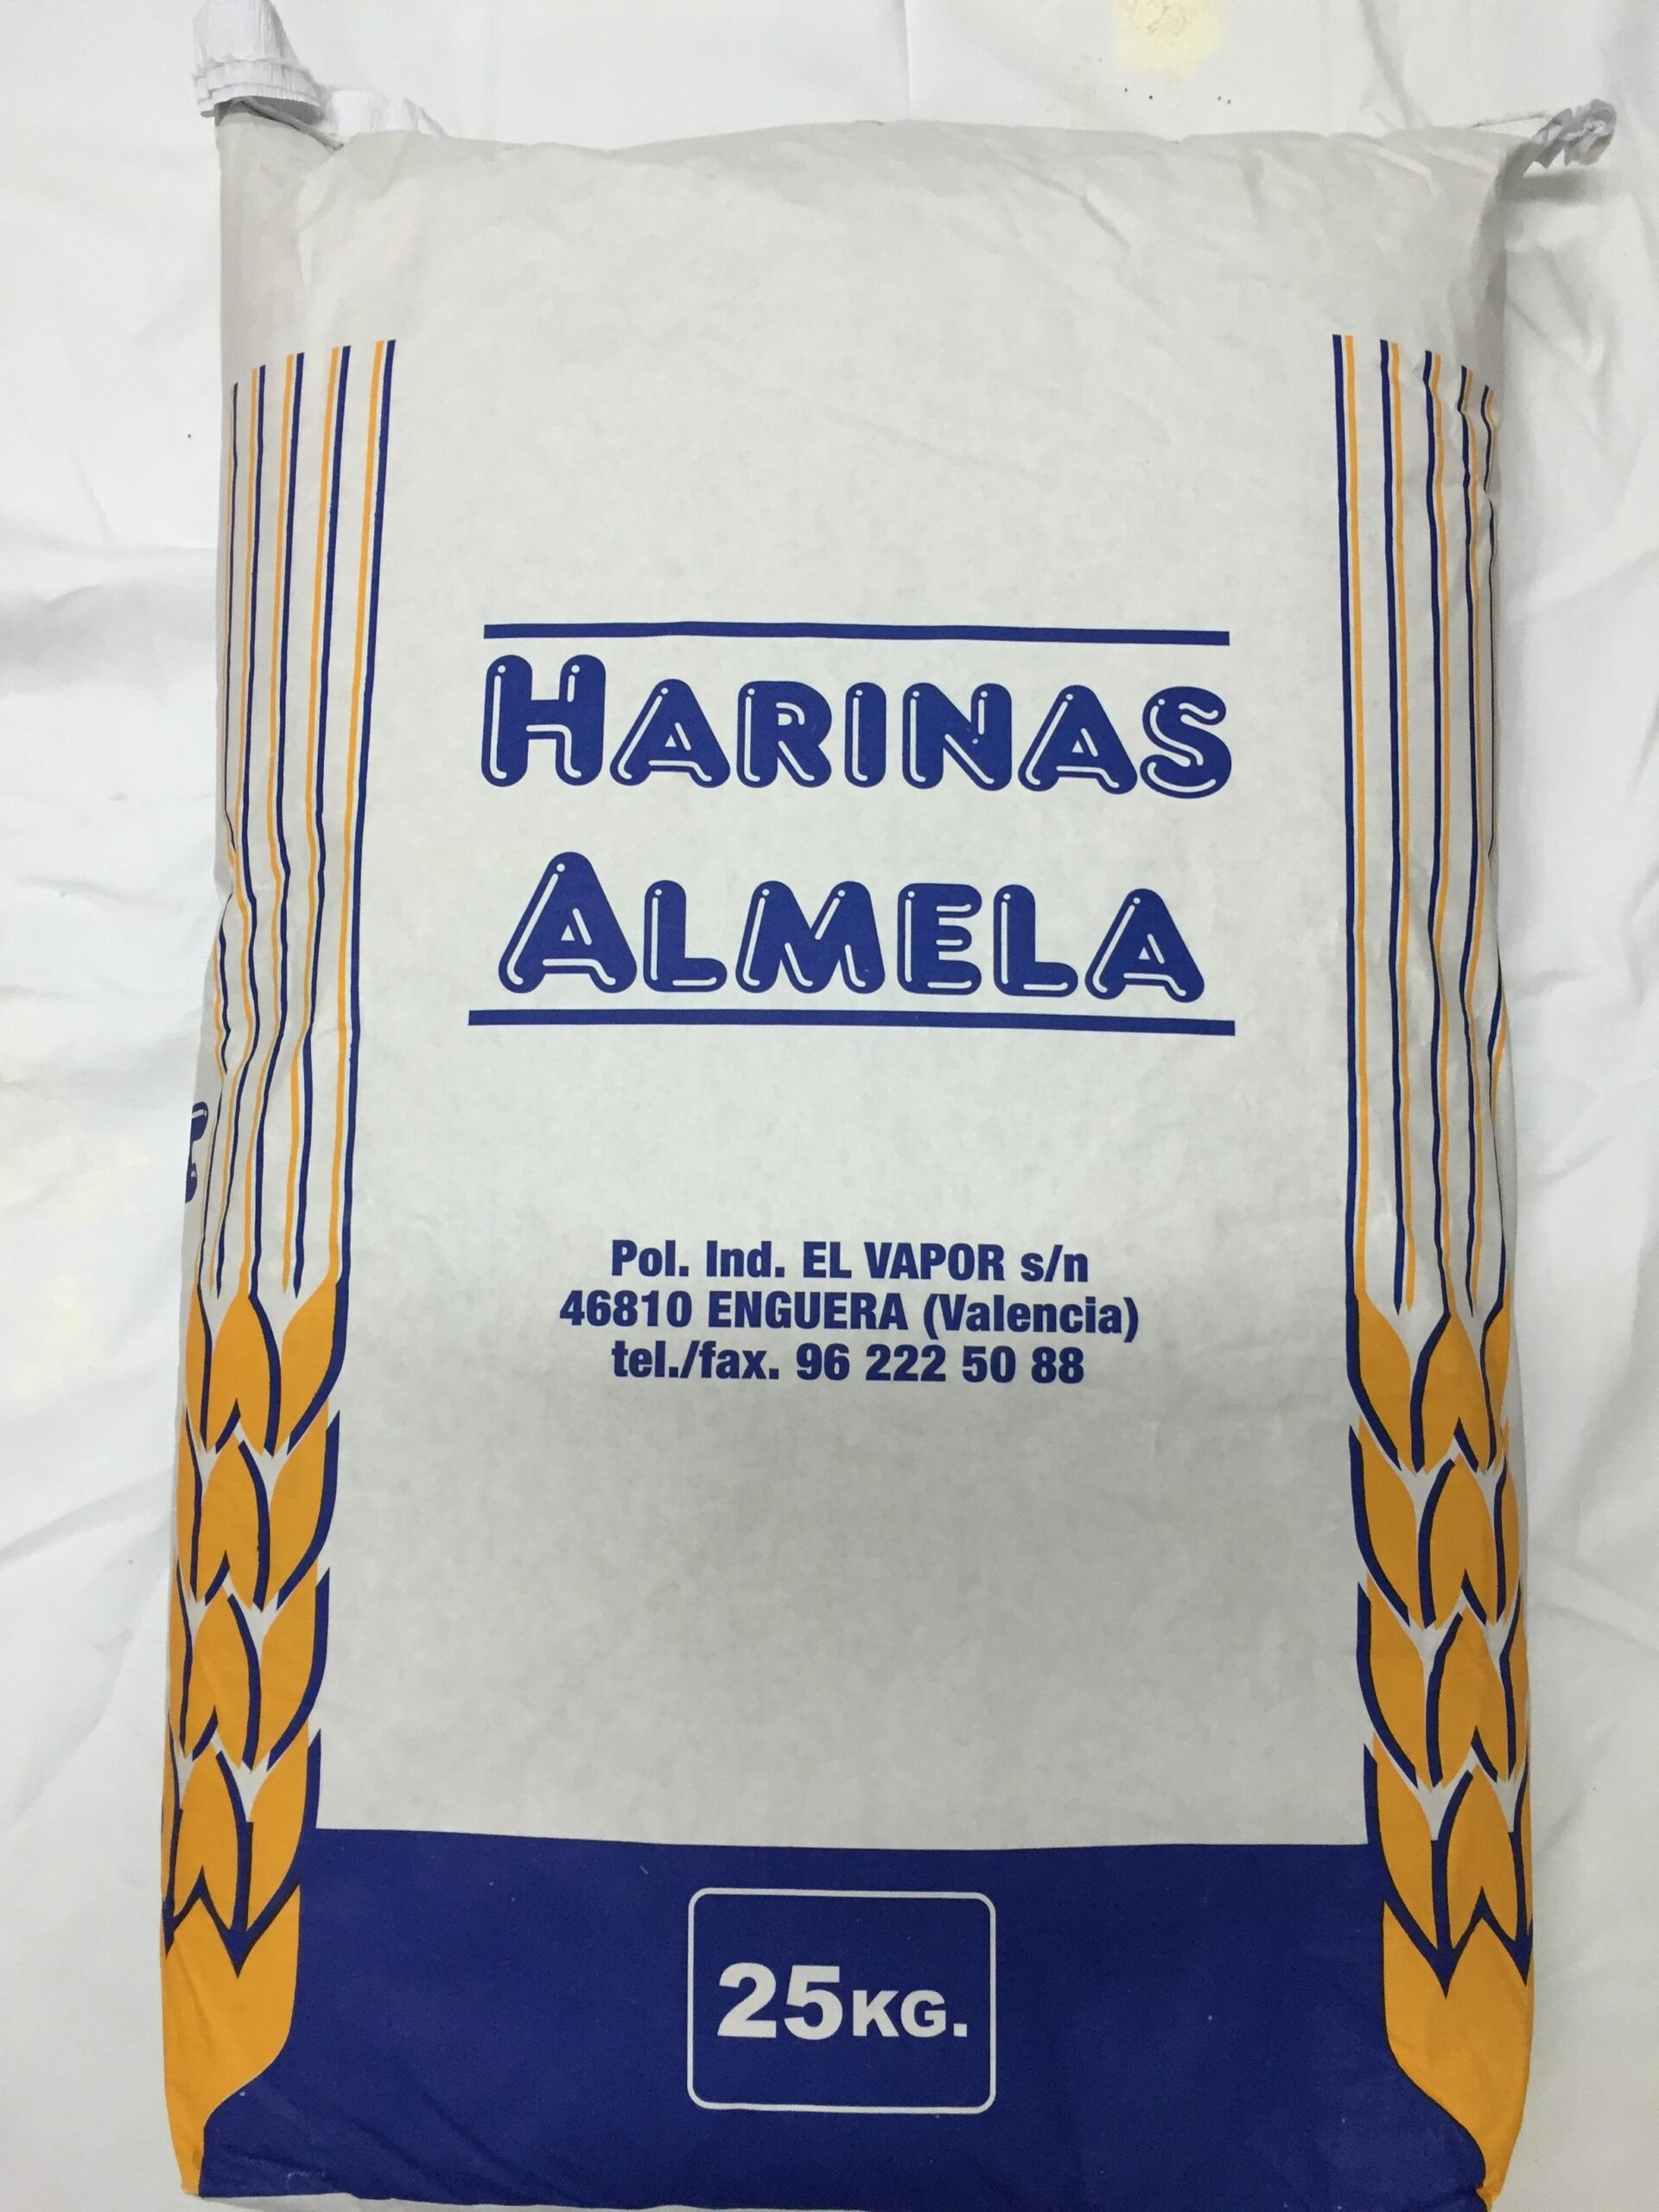 HARINAS
ALMELA
Pol. Ind. EL VAPOR s/n
46810 ENGUERA (Valencia)
tel./fax. 96 222 50 88
25KG.